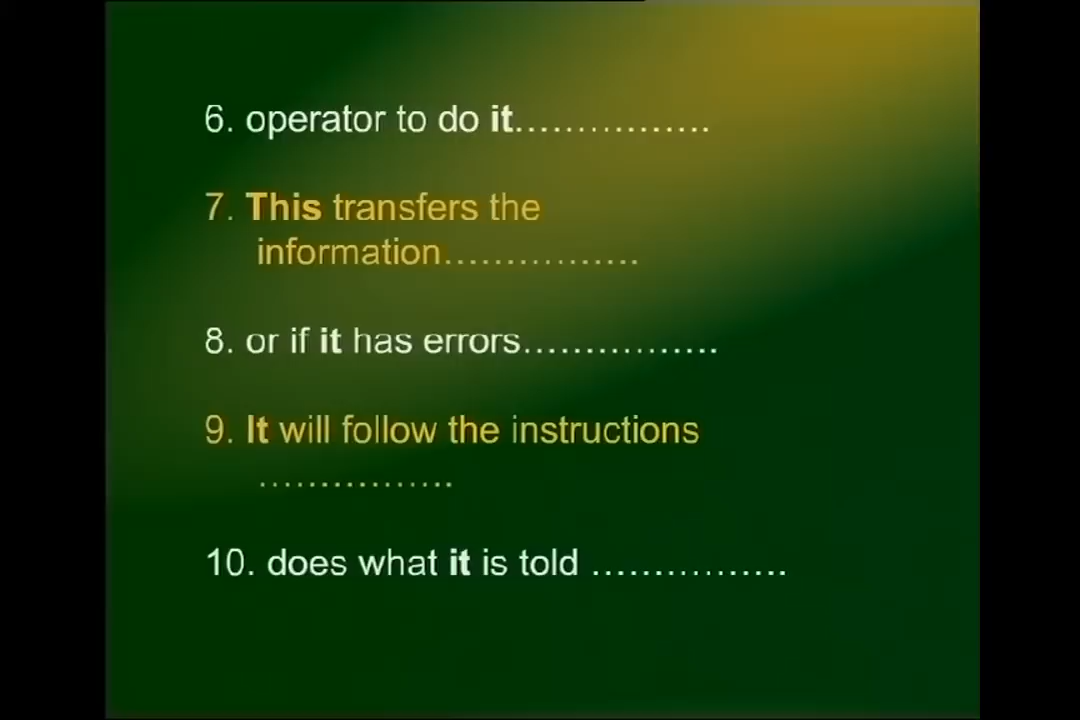 6. operator to do it................
7. This transfers the
information................
8. or if it has errors................
9. It will follow the instructions
................
10. does what it is told ................